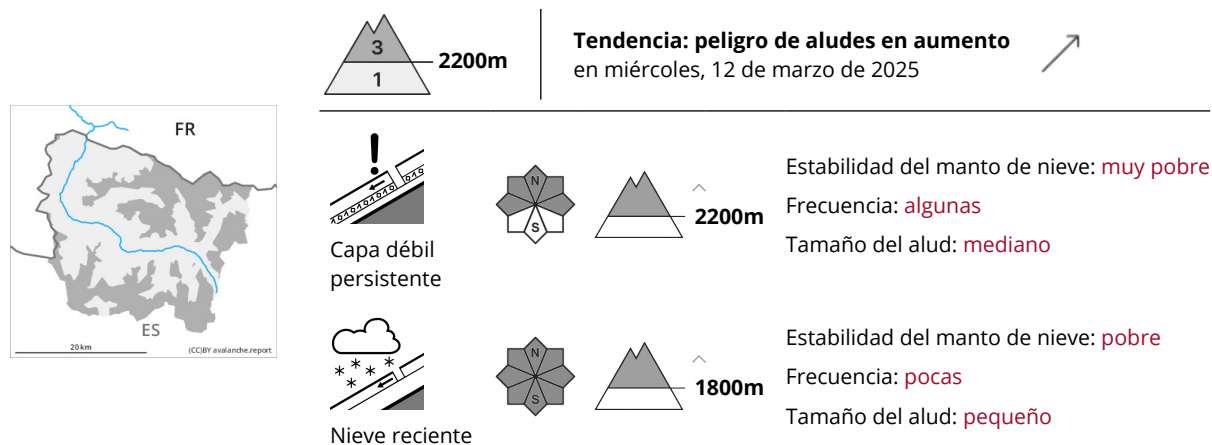 3
1
2200m
Tendencia: peligro de aludes en aumento
en miércoles, 12 de marzo de 2025
FR
ES
20 km
(CC)BY avalanche.report
Capa débil
persistente
N
S
2200m
Estabilidad del manto de nieve: muy pobre
Frecuencia: algunas
Tamaño del alud: mediano
Nieve reciente
N
S
1800m
Estabilidad del manto de nieve: pobre
Frecuencia: pocas
Tamaño del alud: pequeño